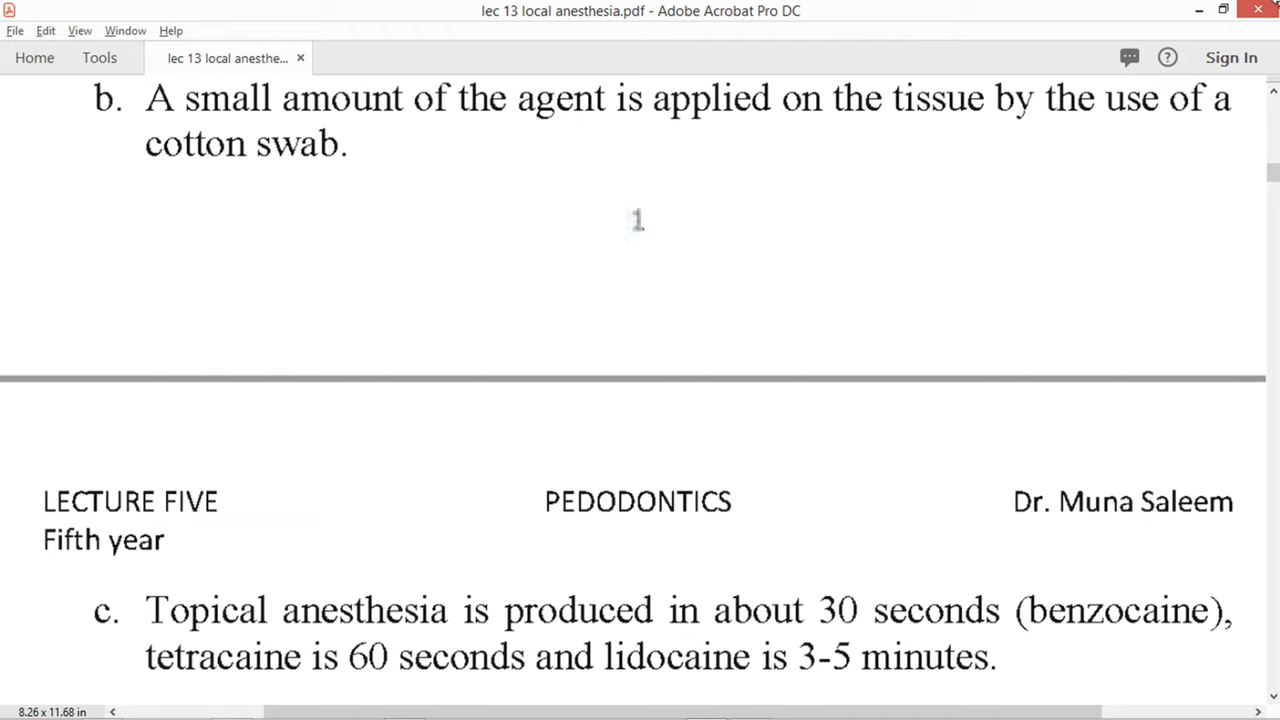 lec 13 local anesthesia.pdf - Adobe Acrobat Pro DC
File Edit View Window Help
Home Tools lec 13 local anesthe... × Sign In
b. A small amount of the agent is applied on the tissue by the use of a
cotton swab.
1
LECTURE FIVE PEDODONTICS Dr. Muna Saleem
Fifth year
c. Topical anesthesia is produced in about 30 seconds (benzocaine),
tetracaine is 60 seconds and lidocaine is 3-5 minutes.
8.26 x 11.68 in